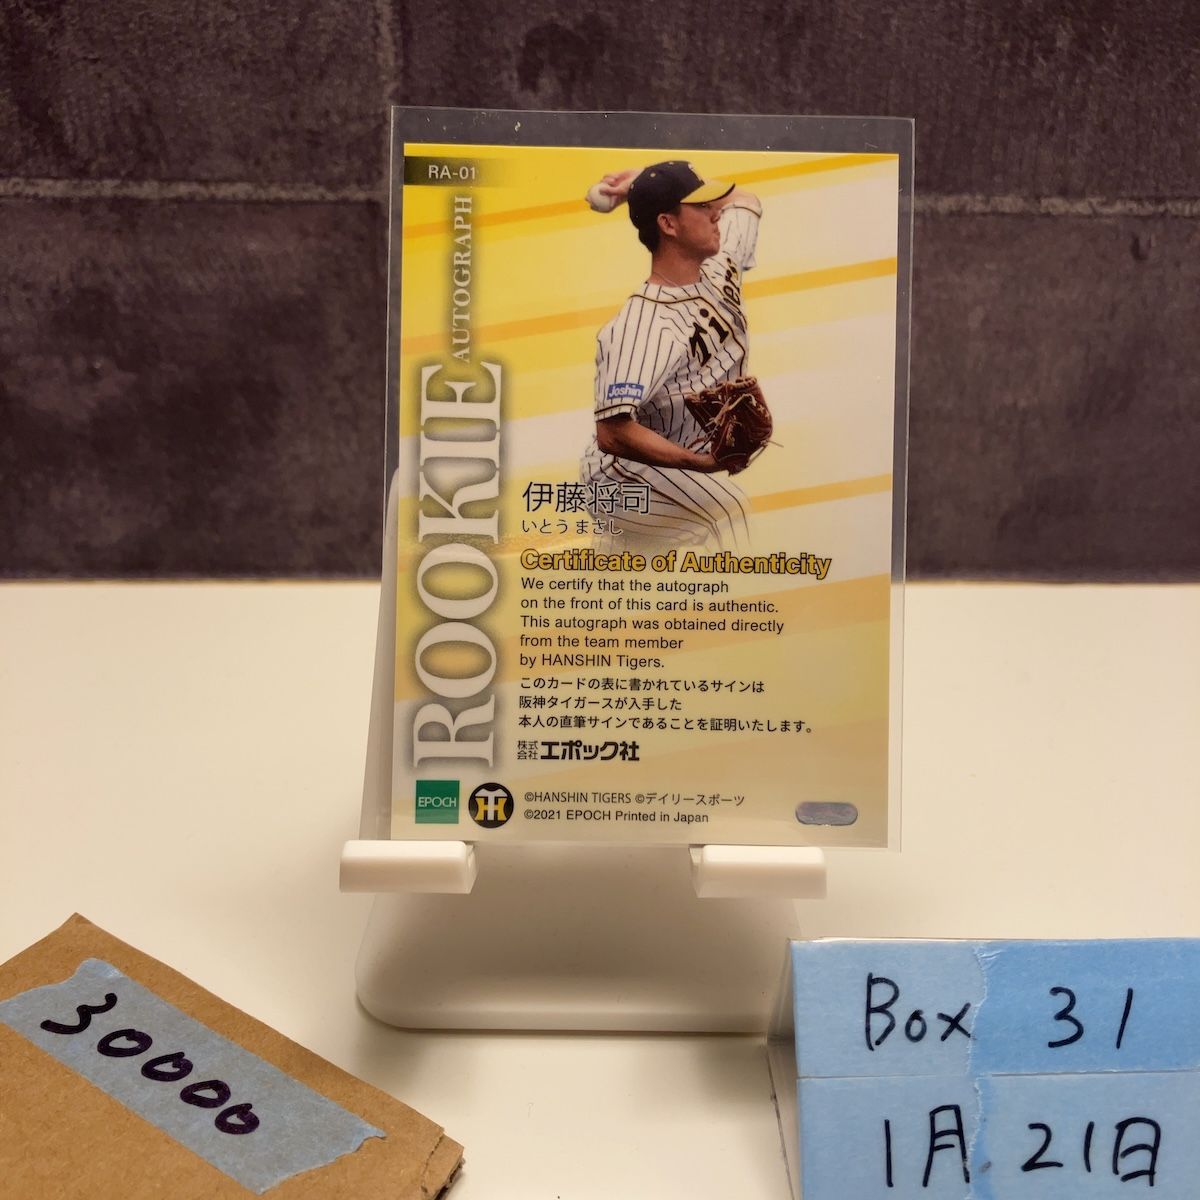 RA-01
ROOKIE AUTOGRAPH
Tigers
Joshin
伊藤将司
いとう まさし
Certificate of Authenticity
We certify that the autograph
on the front of this card is authentic.
This autograph was obtained directly
from the team member
by HANSHIN Tigers.
このカードの表に書かれているサインは
阪神タイガースが入手した
本人の直筆サインであることを証明いたします。
株式会社エポック社
EPOCH
©HANSHIN TIGERS ©デイリースポーツ
©2021 EPOCH Printed in Japan
30000
Box 31
1月21日